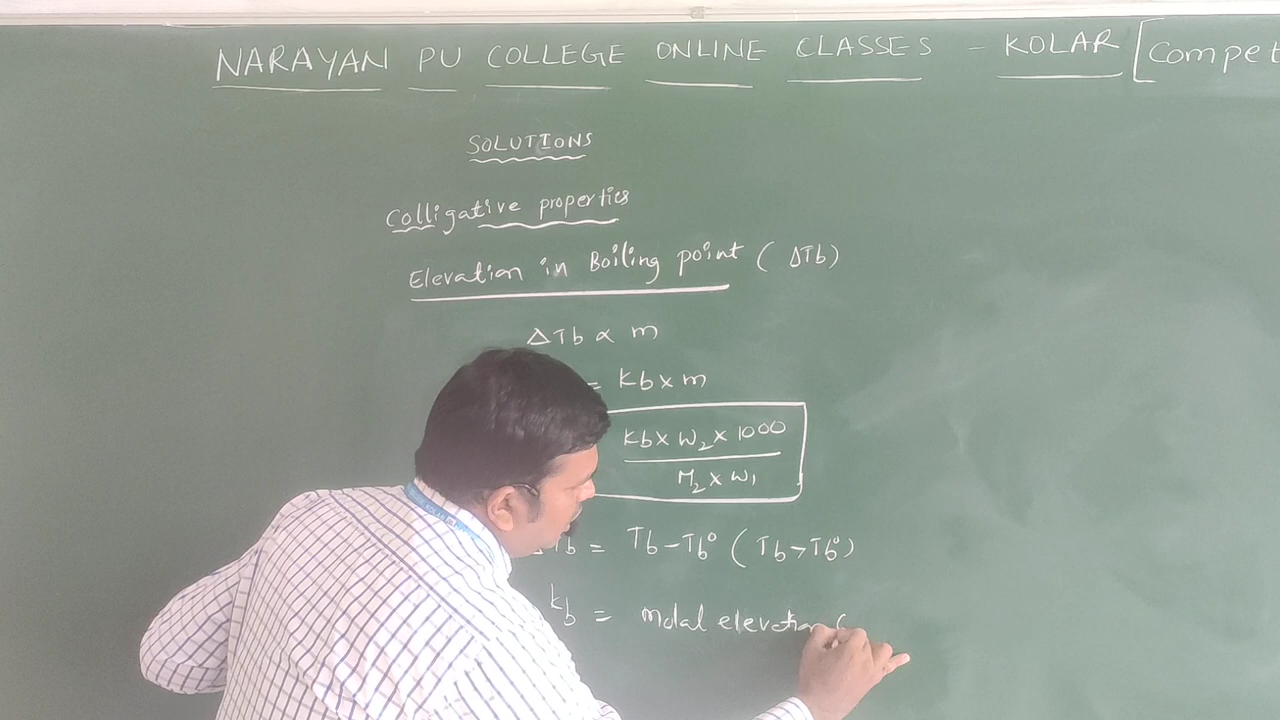 NARAYAN PU COLLEGE ONLINE CLASSES - KOLAR [Compet
SOLUTIONS
Colligative properties
Elevation in Boiling point (ΔTb)
ΔTb ∝ m
= Kb x m
Kb x W₂ x 1000
M₂ x W₁
ΔTb = Tb - Tb° (Tb > Tb°)
Kb = molal elevation (